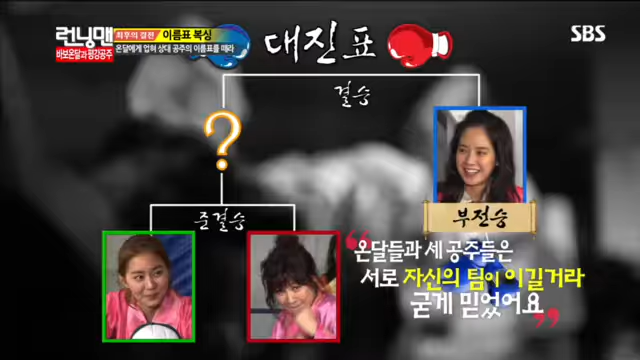 런닝맨
바보온달과 평강공주
최후의 결전 이름표 복싱
온달에게 업혀 상대 공주의 이름표를 떼라
SBS
대진표
결승
?
부전승
준결승
"온달들과 세 공주들은
서로 자신의 팀이 이길거라
굳게 믿었어요"